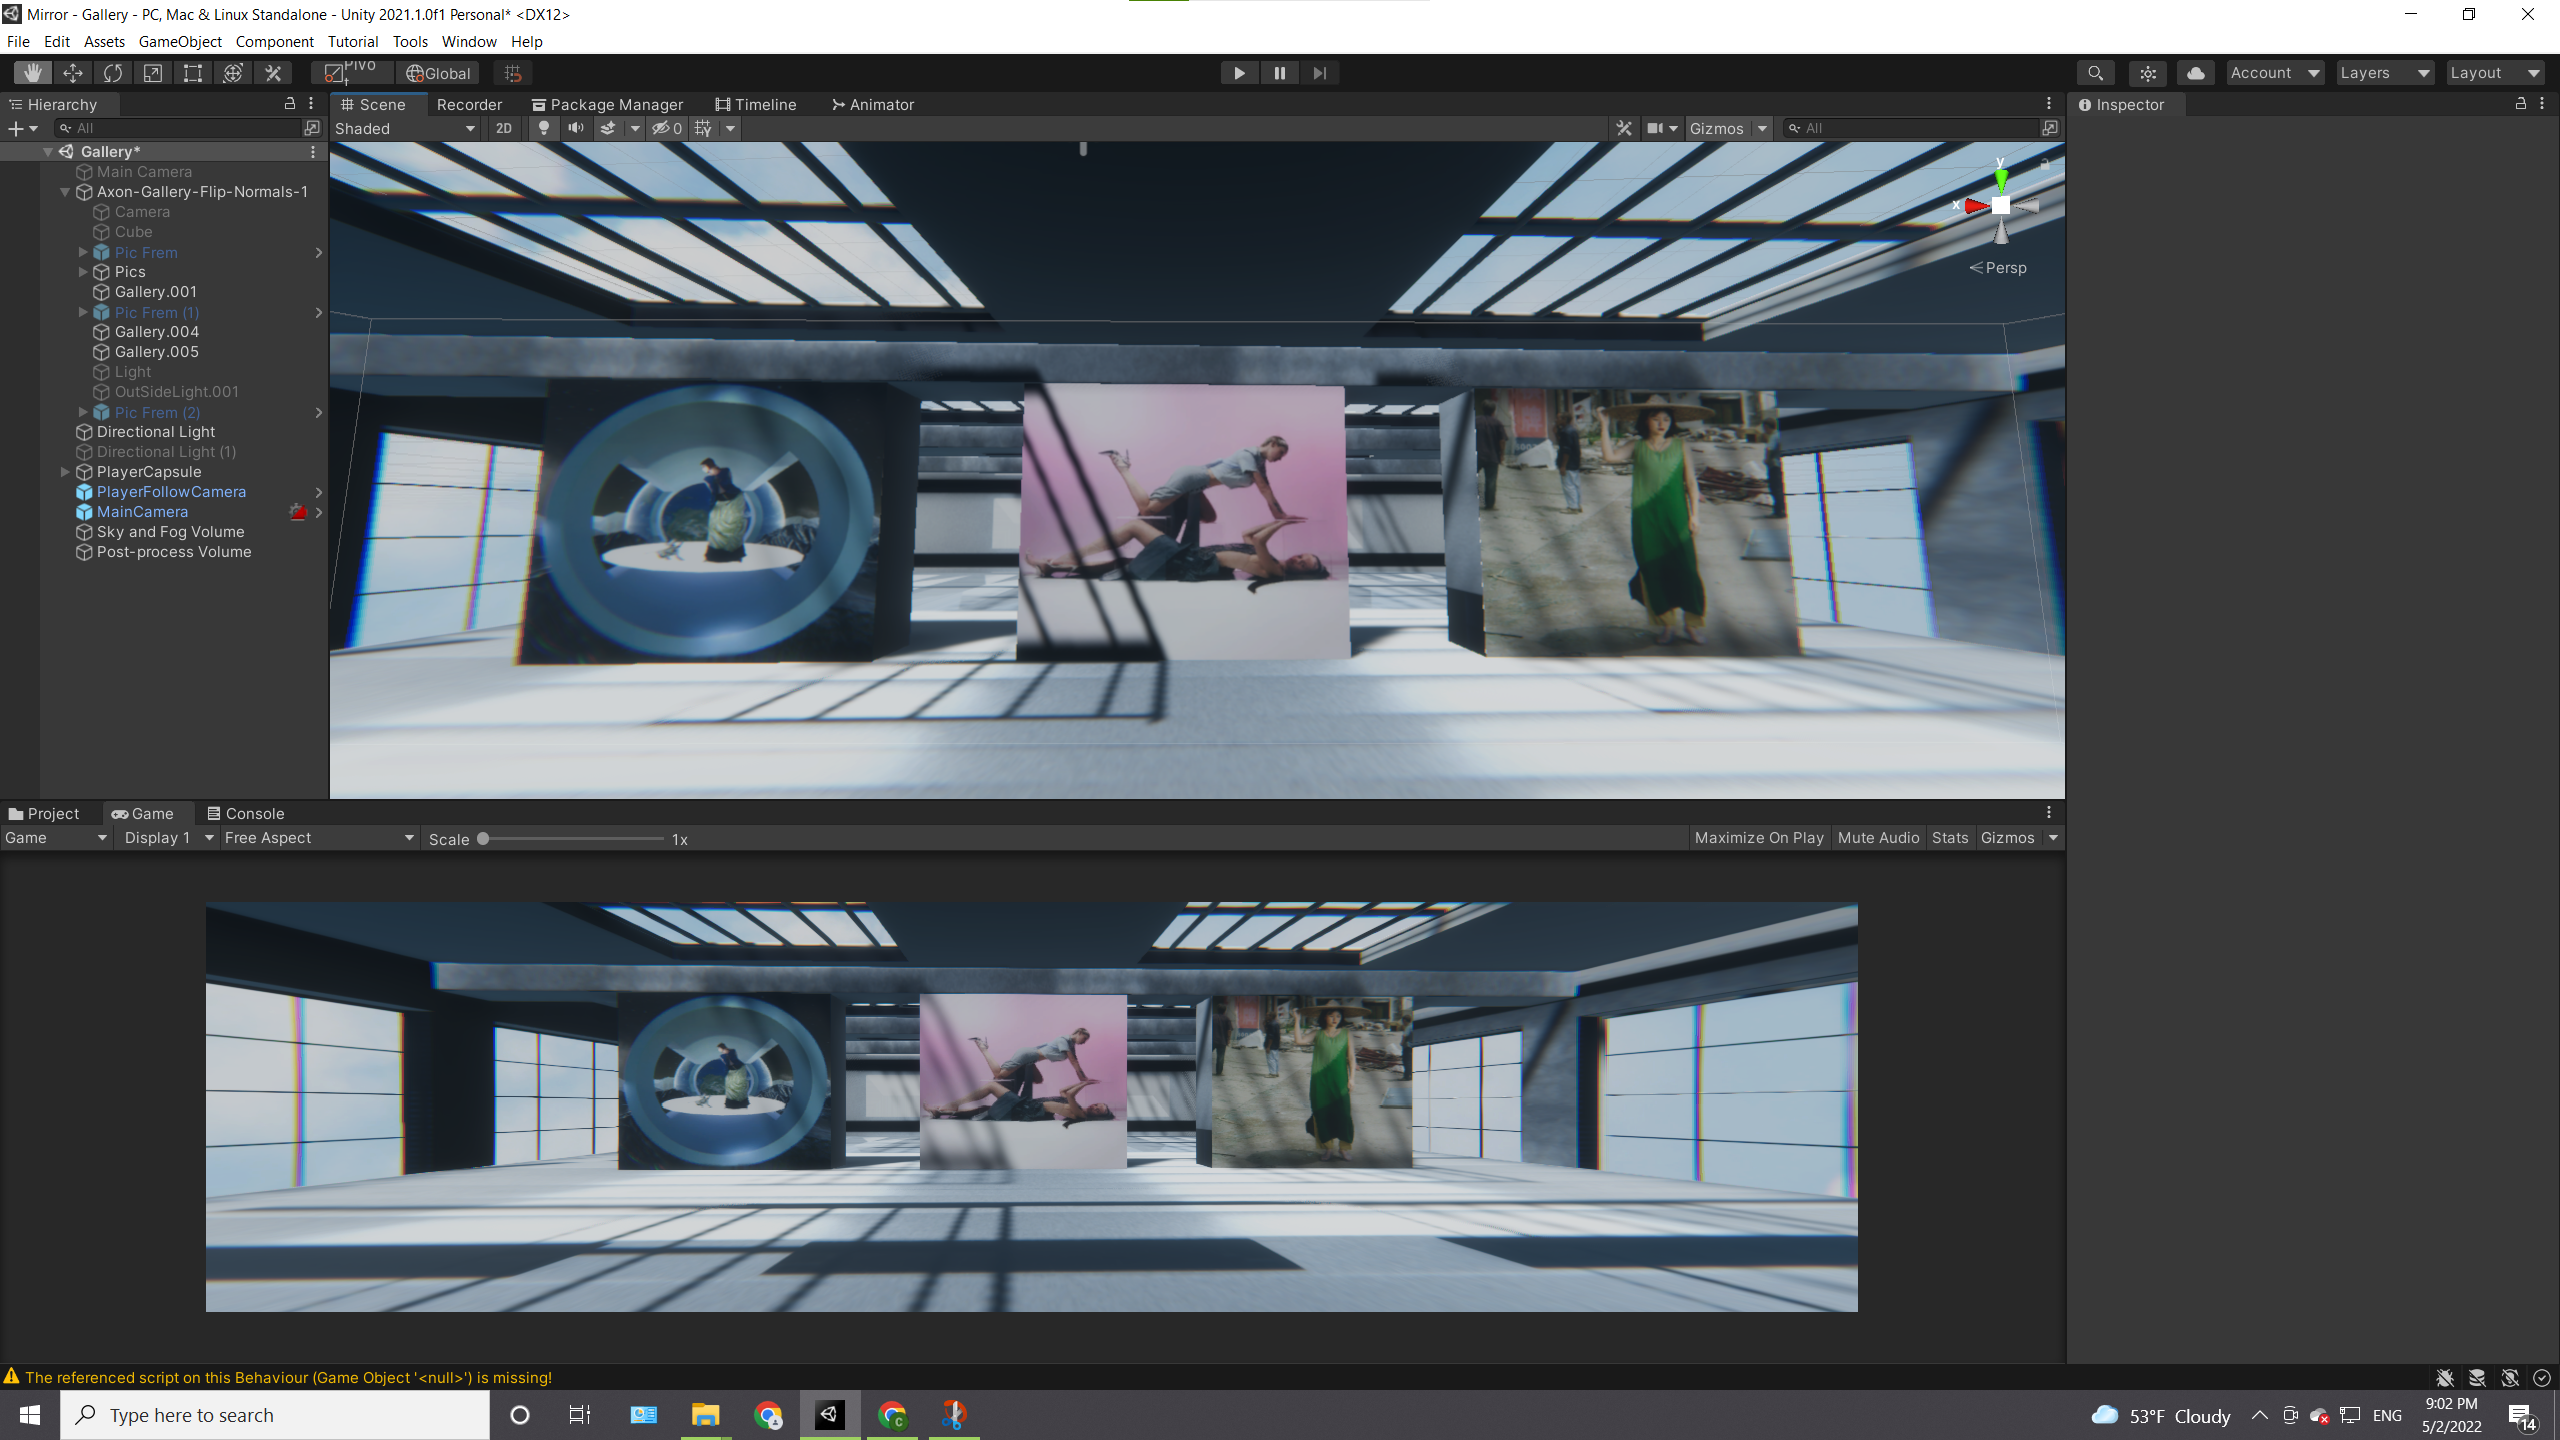 Mirror - Gallery - PC, Mac & Linux Standalone - Unity 2021.1.0f1 Personal* <DX12>
File Edit Assets GameObject Component Tutorial Tools Window Help
Pivot Global Account Layers Layout
Hierarchy
All
Gallery*
Main Camera
Axon-Gallery-Flip-Normals-1
Camera
Cube
Pic Frem
Pics
Gallery.001
Pic Frem (1)
Gallery.004
Gallery.005
Light
OutSideLight.001
Pic Frem (2)
Directional Light
Directional Light (1)
PlayerCapsule
PlayerFollowCamera
MainCamera
Sky and Fog Volume
Post-process Volume
Scene Recorder Package Manager Timeline Animator
Shaded 2D 0 Gizmos All
y
x
Persp
Inspector
Project Game Console
Game Display 1 Free Aspect Scale 1x Maximize On Play Mute Audio Stats Gizmos
The referenced script on this Behaviour (Game Object '<null>') is missing!
Type here to search
53°F Cloudy
ENG
9:02 PM
5/2/2022
14